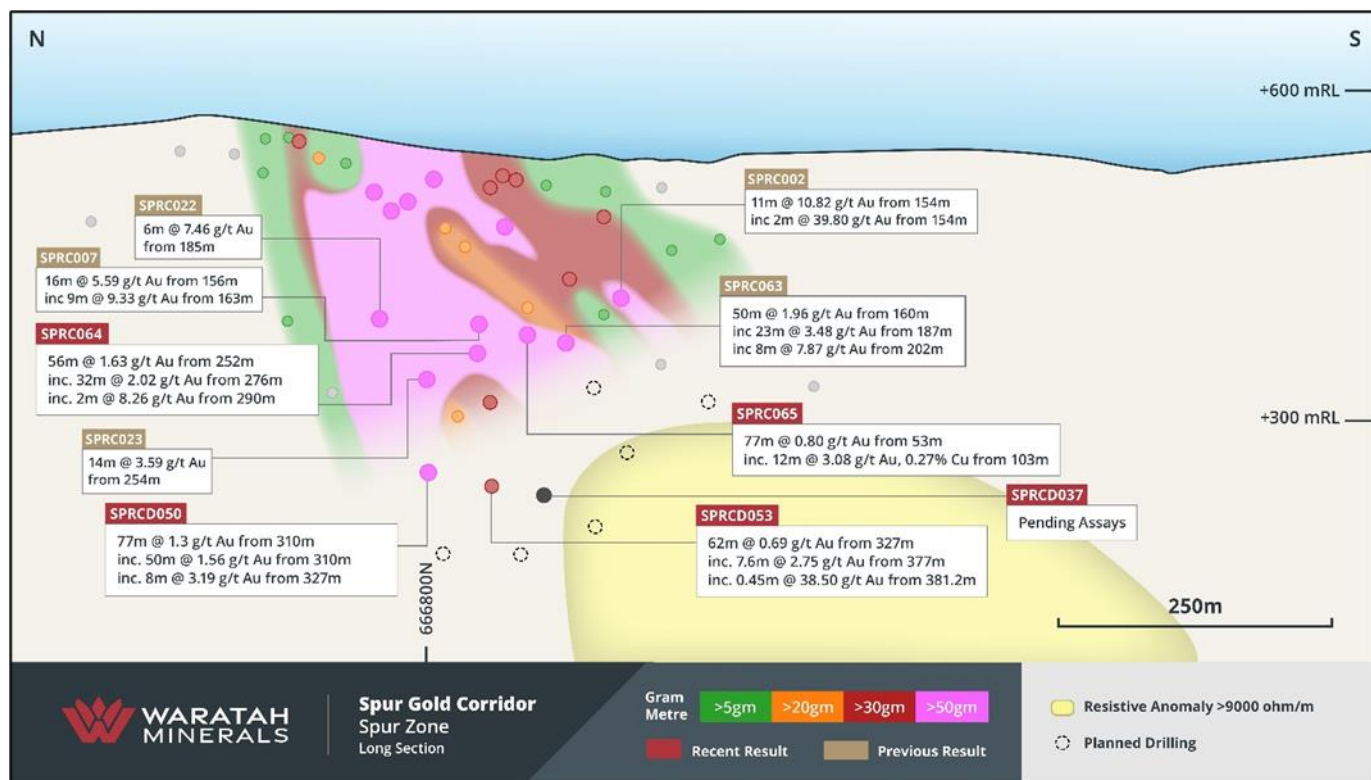 N
S
+600 mRL
SPRC002
11m @ 10.82 g/t Au from 154m
inc 2m @ 39.80 g/t Au from 154m
SPRC022
6m @ 7.46 g/t Au
from 185m
SPRC007
16m @ 5.59 g/t Au from 156m
inc 9m @ 9.33 g/t Au from 163m
SPRC063
50m @ 1.96 g/t Au from 160m
inc 23m @ 3.48 g/t Au from 187m
inc 8m @ 7.87 g/t Au from 202m
SPRC064
56m @ 1.63 g/t Au from 252m
inc. 32m @ 2.02 g/t Au from 276m
inc. 2m @ 8.26 g/t Au from 290m
+300 mRL
SPRC065
77m @ 0.80 g/t Au from 53m
inc. 12m @ 3.08 g/t Au, 0.27% Cu from 103m
SPRC023
14m @ 3.59 g/t Au
from 254m
SPRCD037
Pending Assays
SPRCD050
77m @ 1.3 g/t Au from 310m
inc. 50m @ 1.56 g/t Au from 310m
inc. 8m @ 3.19 g/t Au from 327m
SPRCD053
62m @ 0.69 g/t Au from 327m
inc. 7.6m @ 2.75 g/t Au from 377m
inc. 0.45m @ 38.50 g/t Au from 381.2m
666800N
250m
WARATAH
MINERALS
Spur Gold Corridor
Spur Zone
Long Section
Gram
Metre
>5gm
>20gm
>30gm
>50gm
Recent Result
Previous Result
Resistive Anomaly >9000 ohm/m
Planned Drilling